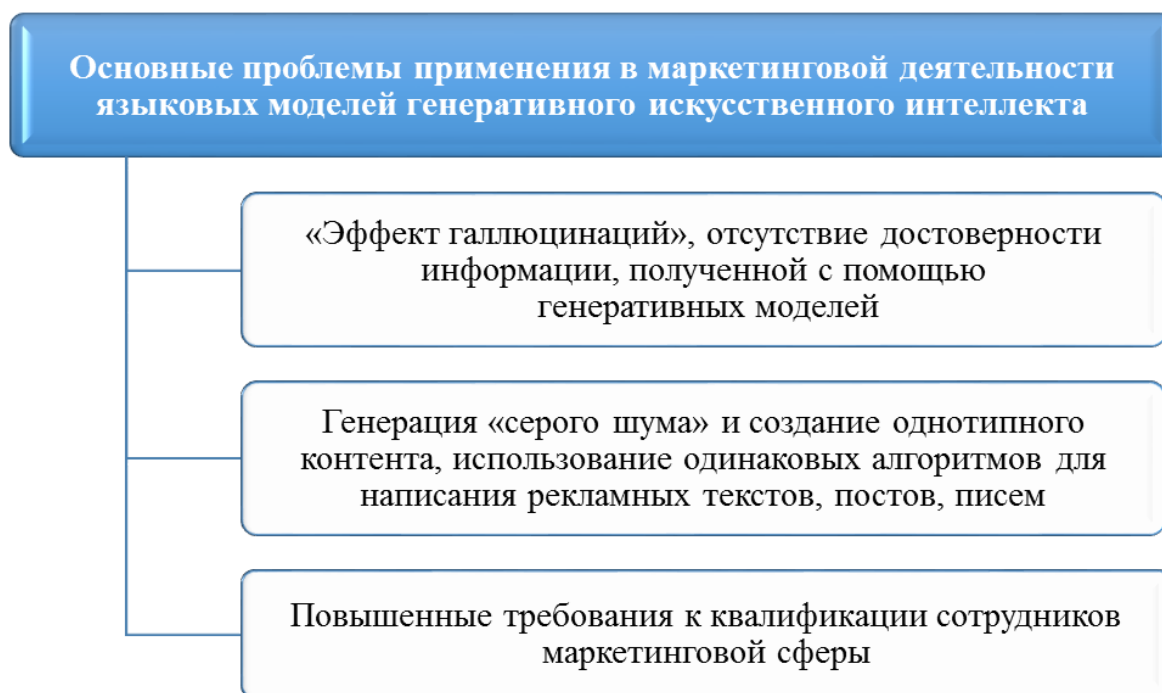 Основные проблемы применения в маркетинговой деятельности
языковых моделей генеративного искусственного интеллекта
«Эффект галлюцинаций», отсутствие достоверности
информации, полученной с помощью
генеративных моделей
Генерация «серого шума» и создание однотипного
контента, использование одинаковых алгоритмов для
написания рекламных текстов, постов, писем
Повышенные требования к квалификации сотрудников
маркетинговой сферы